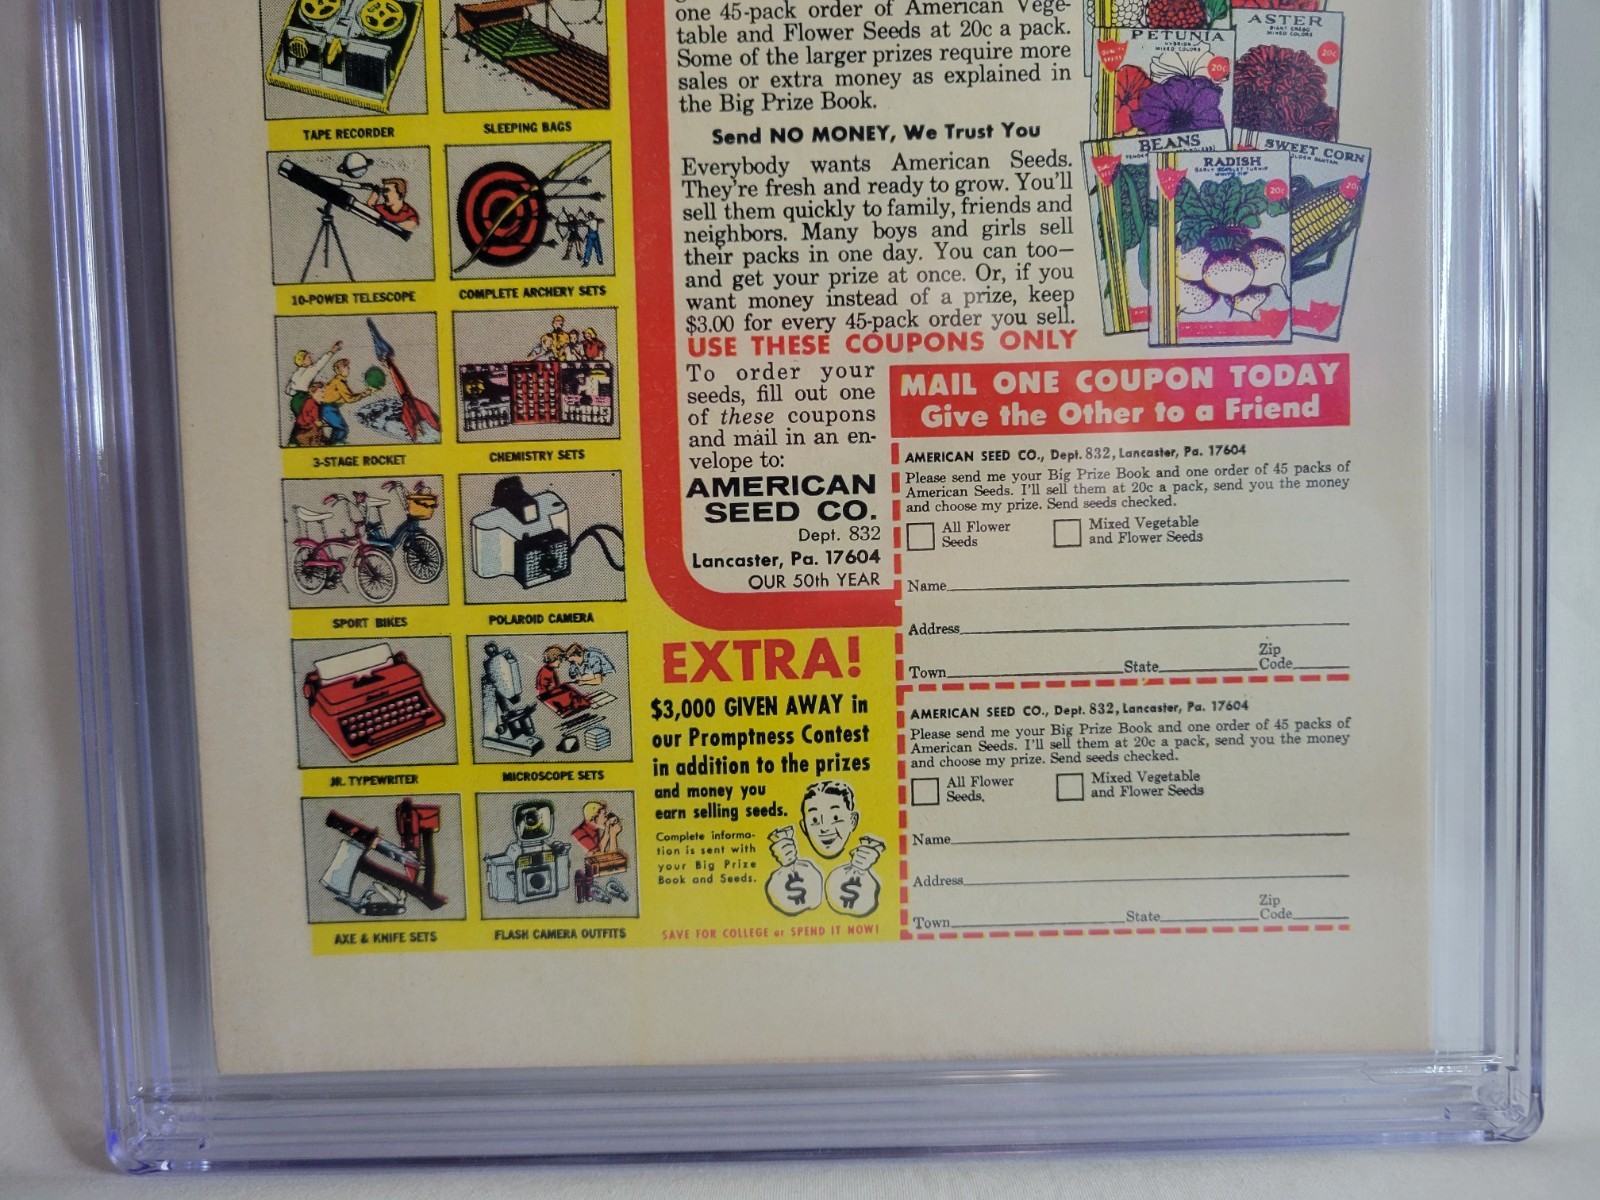 TAPE RECORDER
SLEEPING BAGS
10-POWER TELESCOPE
COMPLETE ARCHERY SETS
3-STAGE ROCKET
CHEMISTRY SETS
SPORT BIKES
POLAROID CAMERA
JR. TYPEWRITER
MICROSCOPE SETS
AXE & KNIFE SETS
FLASH CAMERA OUTFITS
one 45-pack order of American Vege-
table and Flower Seeds at 20c a pack.
Some of the larger prizes require more
sales or extra money as explained in
the Big Prize Book.
Send NO MONEY, We Trust You
Everybody wants American Seeds.
They're fresh and ready to grow. You'll
sell them quickly to family, friends and
neighbors. Many boys and girls sell
their packs in one day. You can too—
and get your prize at once. Or, if you
want money instead of a prize, keep
$3.00 for every 45-pack order you sell.
USE THESE COUPONS ONLY
To order your
seeds, fill out one
of these coupons
and mail in an en-
velope to:
AMERICAN
SEED CO.
Dept. 832
Lancaster, Pa. 17604
OUR 50th YEAR
EXTRA!
$3,000 GIVEN AWAY in
our Promptness Contest
in addition to the prizes
and money you
earn selling seeds.
Complete informa-
tion is sent with
your Big Prize
Book and Seeds.
$ $
SAVE FOR COLLEGE or SPEND IT NOW!
PETUNIA
MIXED COLORS
20c
ASTER
MIXED COLORS
20c
BEANS
RADISH
20c
SWEET CORN
20c
MAIL ONE COUPON TODAY
Give the Other to a Friend
AMERICAN SEED CO., Dept. 832, Lancaster, Pa. 17604
Please send me your Big Prize Book and one order of 45 packs of
American Seeds. I'll sell them at 20c a pack, send you the money
and choose my prize. Send seeds checked.
All Flower
Seeds
Mixed Vegetable
and Flower Seeds
Name
Address
Town State Zip
Code
AMERICAN SEED CO., Dept. 832, Lancaster, Pa. 17604
Please send me your Big Prize Book and one order of 45 packs of
American Seeds. I'll sell them at 20c a pack, send you the money
and choose my prize. Send seeds checked.
All Flower
Seeds.
Mixed Vegetable
and Flower Seeds
Name
Address
Town State Zip
Code